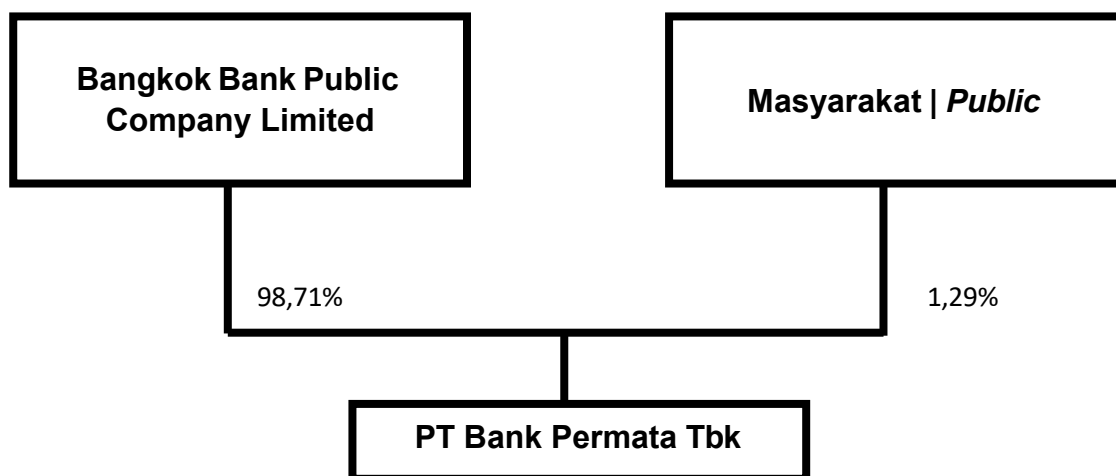 Bangkok Bank Public
Company Limited
Masyarakat | Public
98,71%
1,29%
PT Bank Permata Tbk